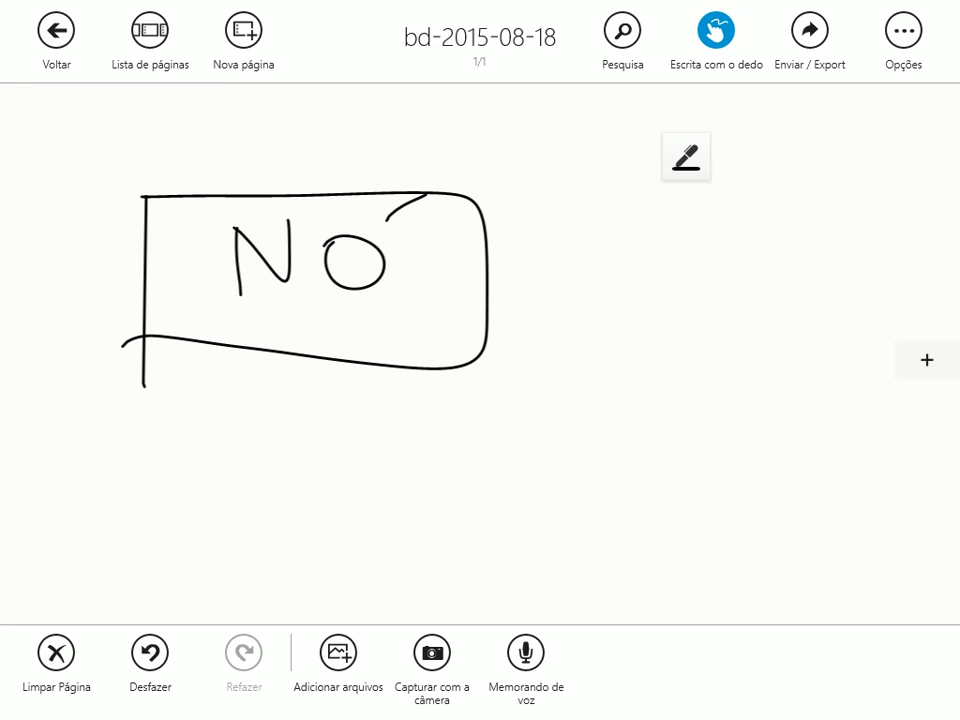 bd-2015-08-18
1/1
Voltar
Lista de páginas
Nova página
Pesquisa
Escrita com o dedo
Enviar / Export
Opções
NÓ
+
Limpar Página
Desfazer
Refazer
Adicionar arquivos
Capturar com a
câmera
Memorando de
voz